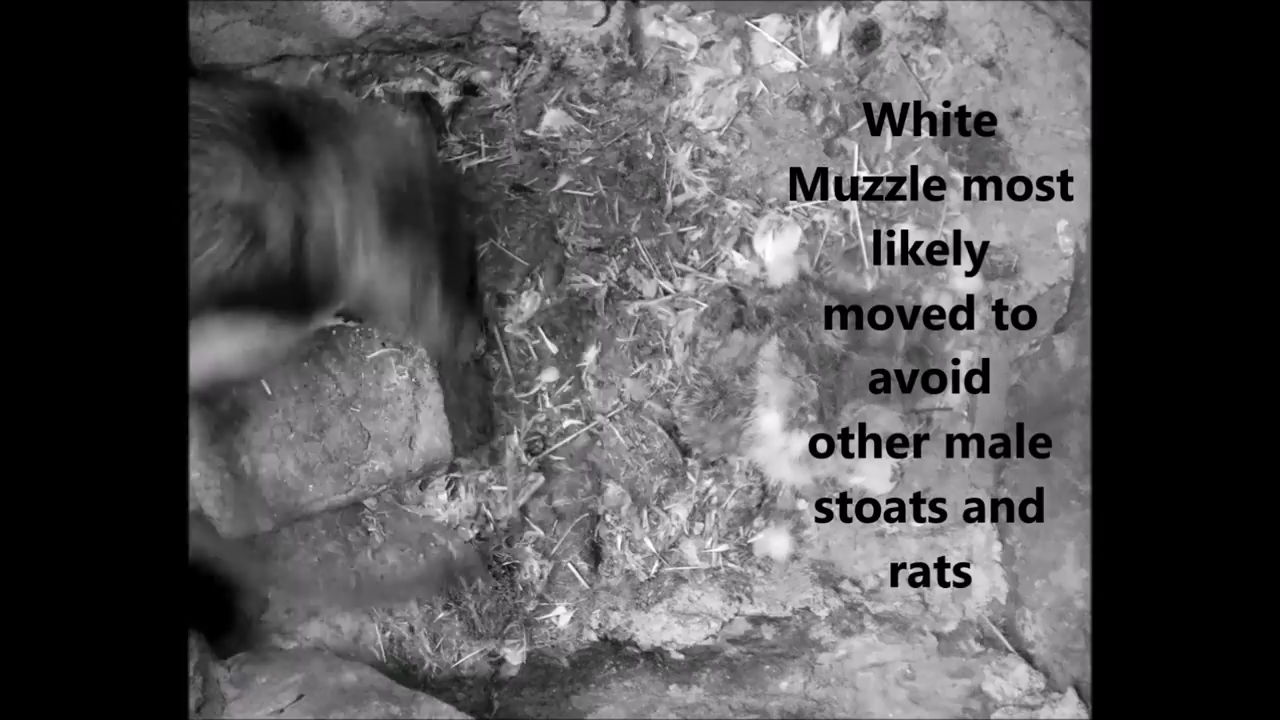 White
Muzzle most
likely
moved to
avoid
other male
stoats and
rats